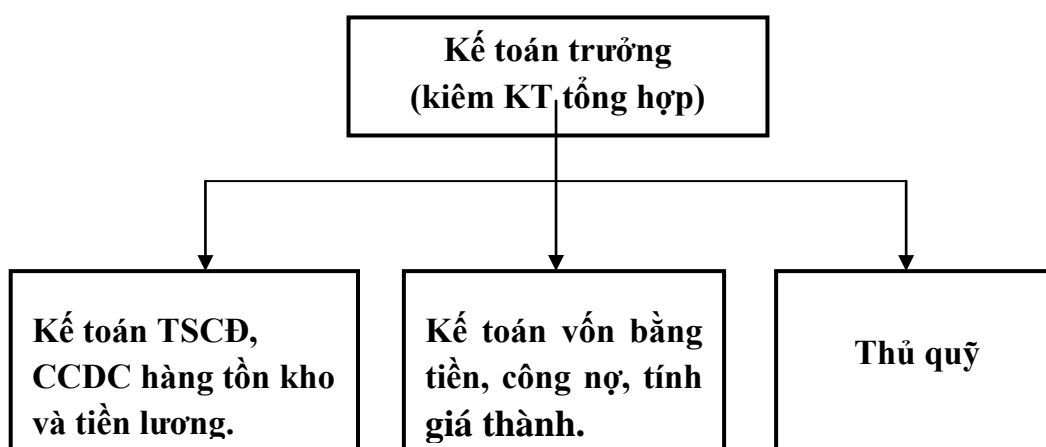 Kế toán trưởng
(kiêm KT tổng hợp)
Kế toán TSCĐ,
CCDC hàng tồn kho
và tiền lương.
Kế toán vốn bằng
tiền, công nợ, tính
giá thành.
Thủ quỹ